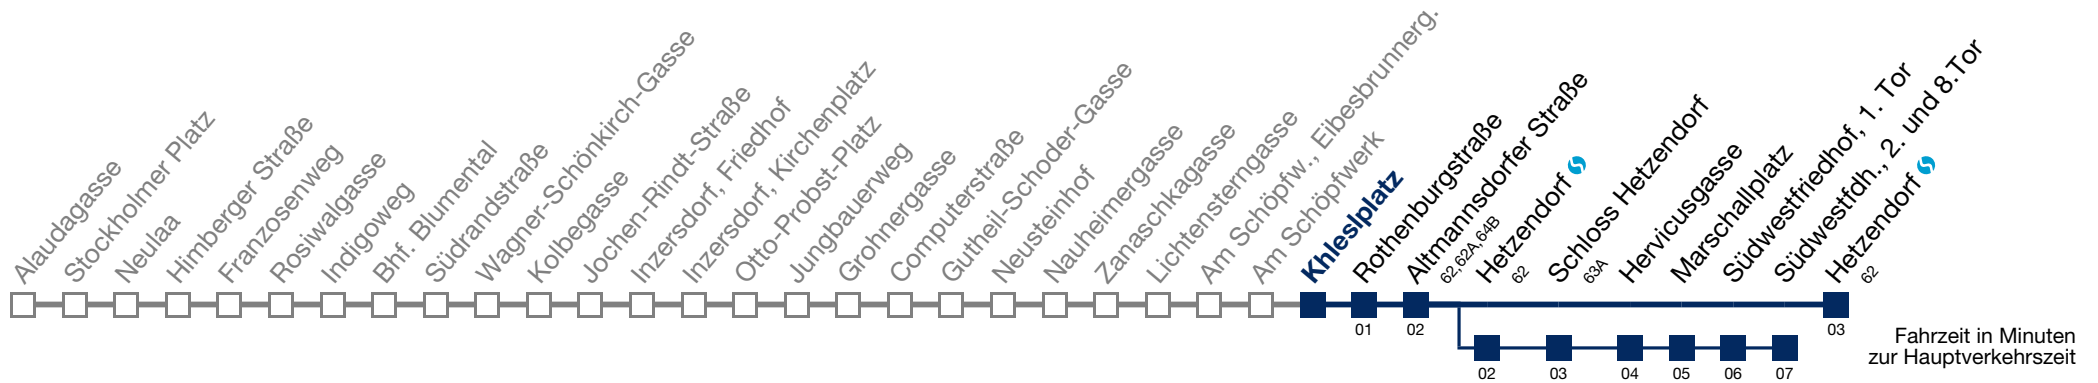 Alaudagasse
Stockholmer Platz
Neulaa
Himberger Straße
Franzosenweg
Rosiwalgasse
Indigoweg
Bhf. Blumental
Südrandstraße
Wagner-Schönkirch-Gasse
Kolbegasse
Jochen-Rindt-Straße
Inzersdorf, Friedhof
Inzersdorf, Kirchenplatz
Otto-Probst-Platz
Jungbauerweg
Grohnergasse
Computerstraße
Gutheil-Schoder-Gasse
Neusteinhof
Nauheimergasse
Zanaschkagasse
Lichtensterngasse
Am Schöpfw., Eibesbrunnerg.
Am Schöpfwerk
Khleslplatz
Rothenburgstraße
Altmannsdorfer Straße
62,62A,64B
Hetzendorf
62
Schloss Hetzendorf
63A
Hervicusgasse
Marschallplatz
Südwestfriedhof, 1. Tor
Südwestfdh., 2. und 8.Tor
Hetzendorf
62
01
02
03
02
03
04
05
06
07
Fahrzeit in Minuten
zur Hauptverkehrszeit